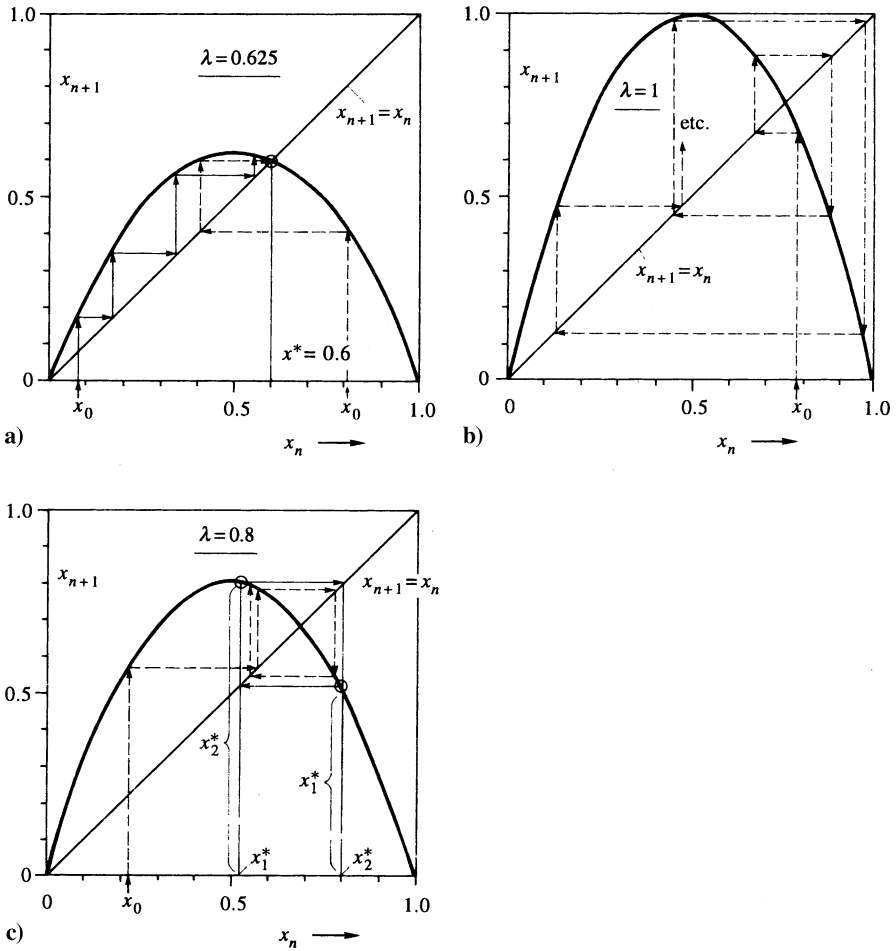 1.0
λ = 0.625
x_{n+1}
x_{n+1} = x_n
0.5
x* = 0.6
0
x_0
0.5
x_0
1.0
a)
x_n
1.0
x_{n+1}
λ = 1
etc.
0.5
x_{n+1} = x_n
0
0
0.5
x_0
1.0
b)
x_n
1.0
λ = 0.8
x_{n+1}
x_{n+1} = x_n
0.5
x_2^*
x_1^*
x_1^*
x_2^*
0
0
x_0
0.5
1.0
c)
x_n